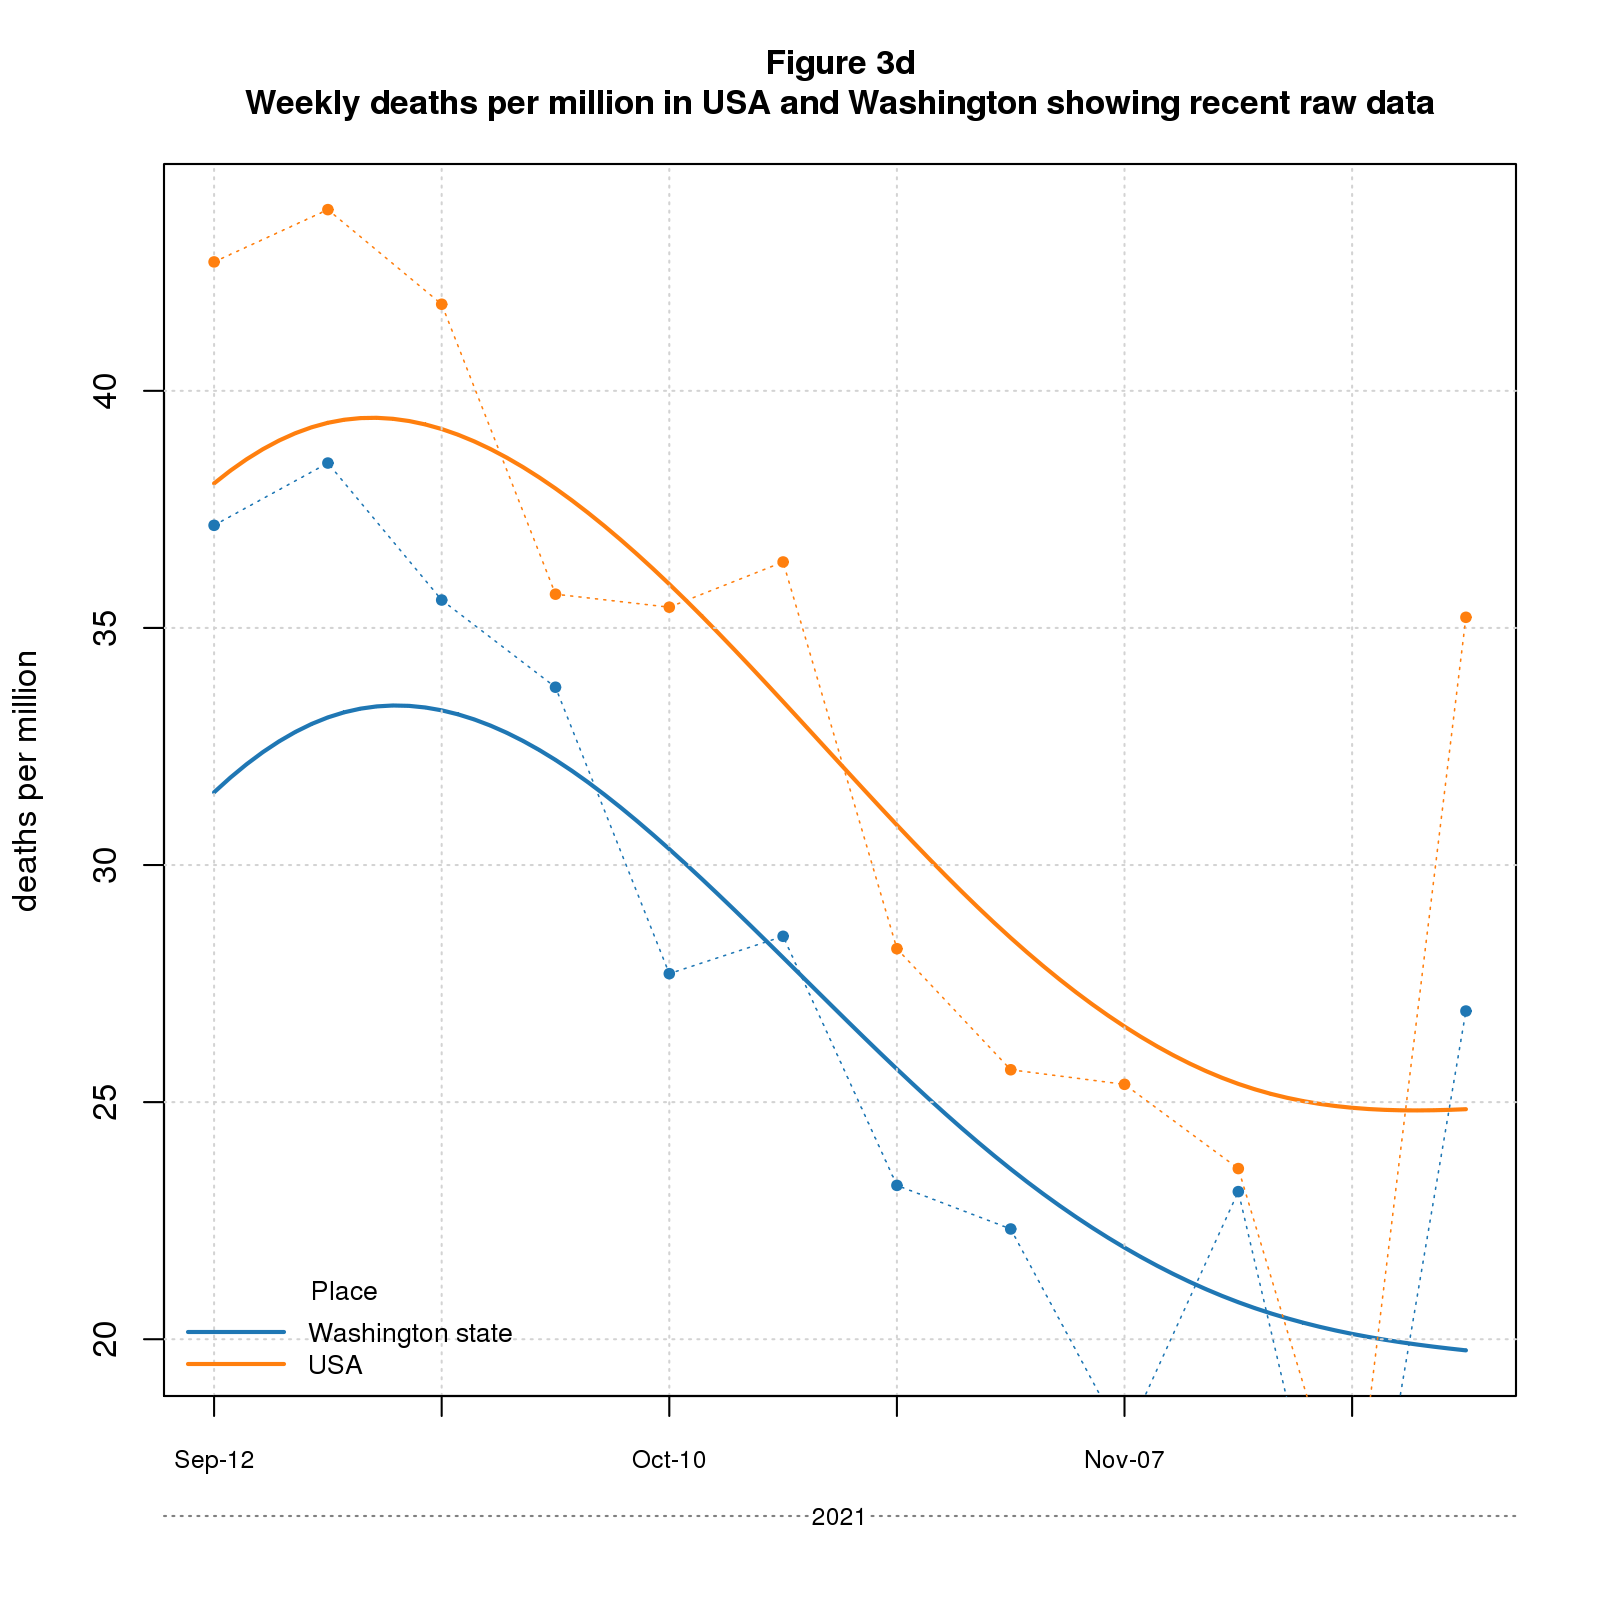 Figure 3d
Weekly deaths per million in USA and Washington showing recent raw data
deaths per million
40
35
30
25
20
Place
Washington state
USA
Sep-12
Oct-10
Nov-07
2021